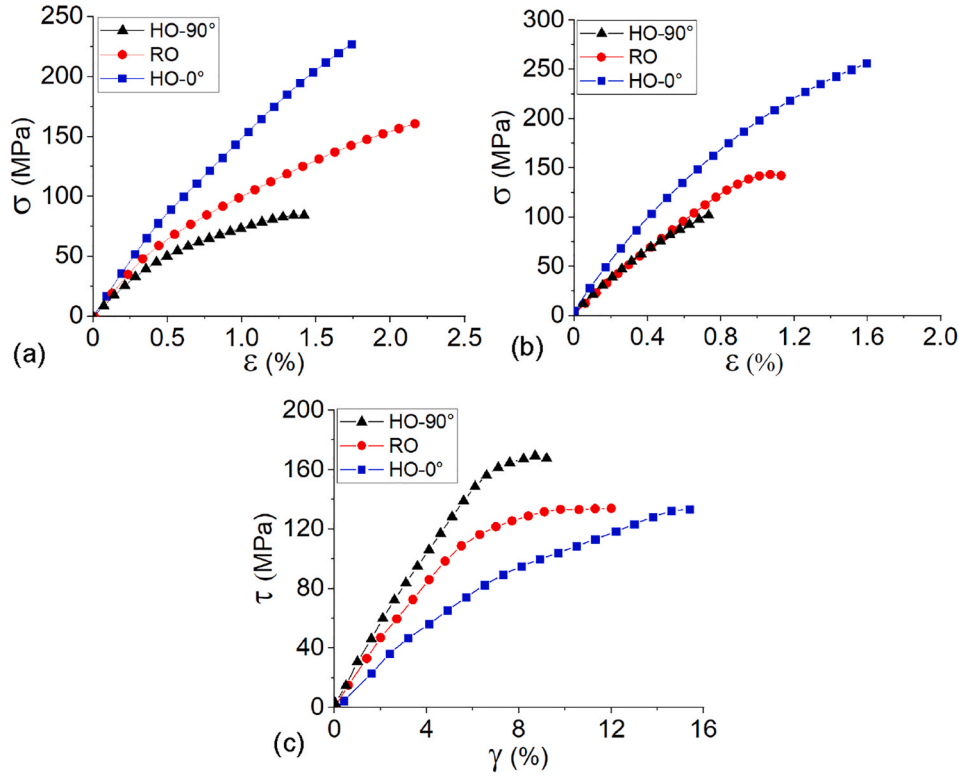 250
200
150
100
50
0
σ (MPa)
HO-90°
RO
HO-0°
0 0.5 1.0 1.5 2.0 2.5
ε (%)
(a)
300
250
200
150
100
50
0
σ (MPa)
HO-90°
RO
HO-0°
0 0.4 0.8 1.2 1.6 2.0
ε (%)
(b)
200
160
120
80
40
0
τ (MPa)
HO-90°
RO
HO-0°
0 4 8 12 16
γ (%)
(c)